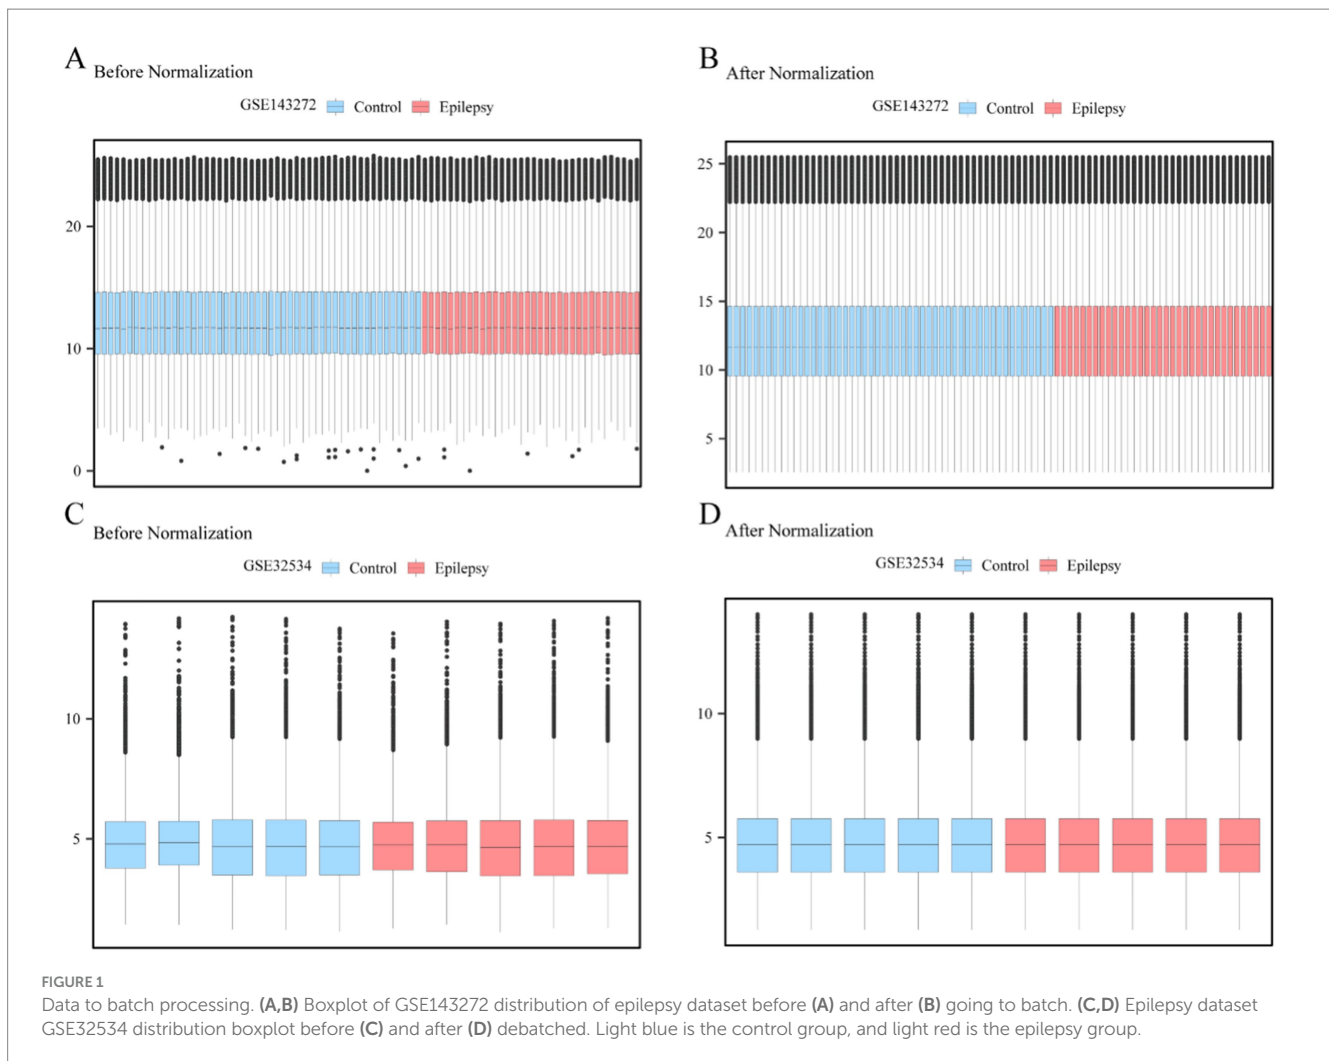 A
Before Normalization
GSE143272 Control Epilepsy
20
10
0
B
After Normalization
GSE143272 Control Epilepsy
25
20
15
10
5
C
Before Normalization
GSE32534 Control Epilepsy
10
5
D
After Normalization
GSE32534 Control Epilepsy
10
5
FIGURE 1
Data to batch processing. (A,B) Boxplot of GSE143272 distribution of epilepsy dataset before (A) and after (B) going to batch. (C,D) Epilepsy dataset
GSE32534 distribution boxplot before (C) and after (D) debatched. Light blue is the control group, and light red is the epilepsy group.